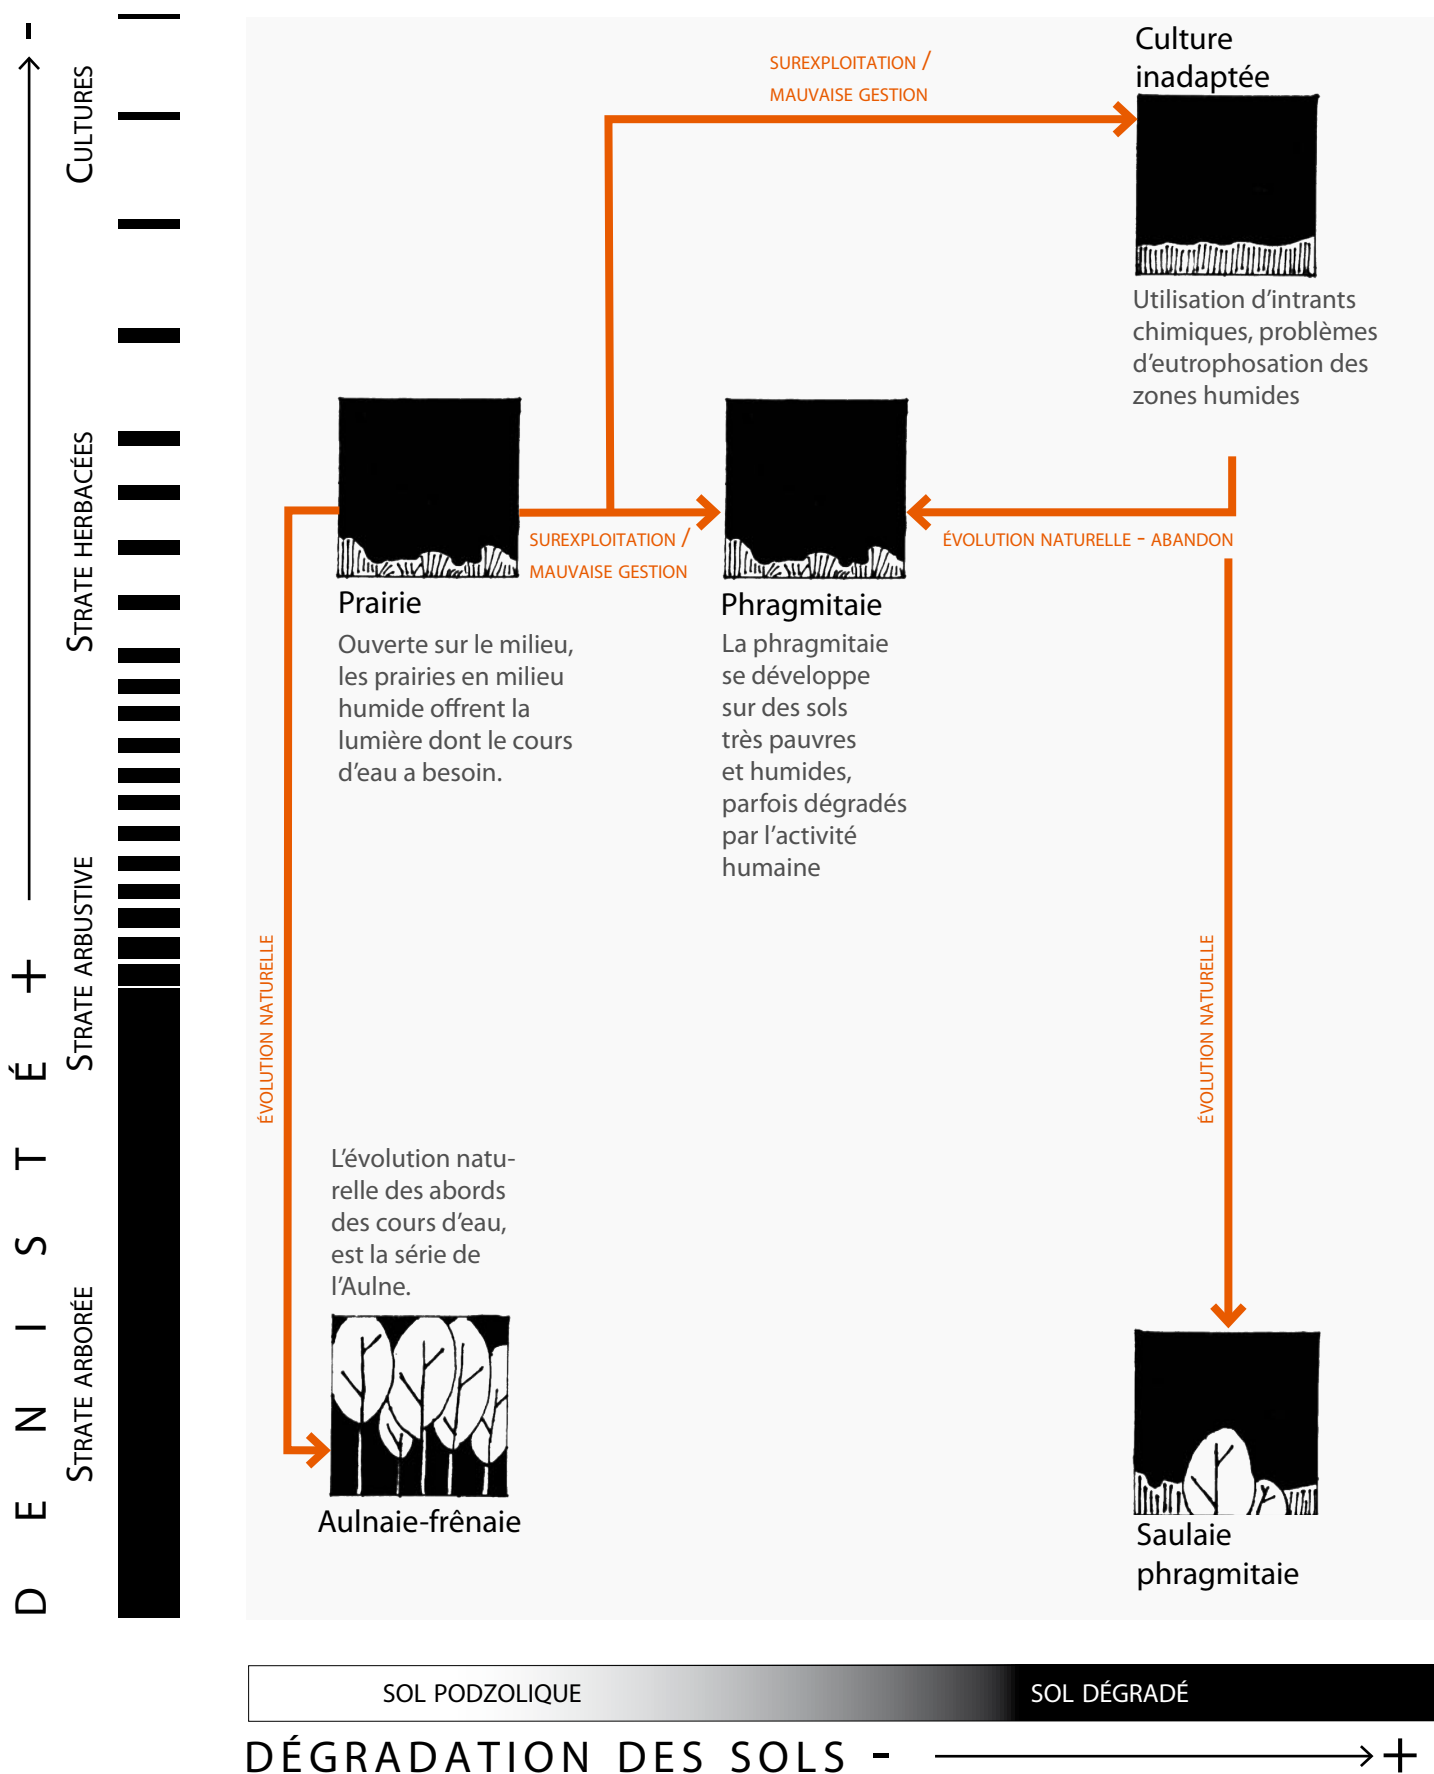 -
CULTURES
STRATE HERBACÉES
STRATE ARBUSTIVE
STRATE ARBORÉE
DENISTÉ +
SUREXPLOITATION /
MAUVAISE GESTION
Culture
inadaptée
Utilisation d'intrants
chimiques, problèmes
d'eutrophosation des
zones humides
SUREXPLOITATION /
MAUVAISE GESTION
ÉVOLUTION NATURELLE - ABANDON
Prairie
Ouverte sur le milieu,
les prairies en milieu
humide offrent la
lumière dont le cours
d'eau a besoin.
Phragmitaie
La phragmitaie
se développe
sur des sols
très pauvres
et humides,
parfois dégradés
par l'activité
humaine
ÉVOLUTION NATURELLE
ÉVOLUTION NATURELLE
L'évolution natu-
relle des abords
des cours d'eau,
est la série de
l'Aulne.
Aulnaie-frênaie
Saulaie
phragmitaie
SOL PODZOLIQUE
SOL DÉGRADÉ
DÉGRADATION DES SOLS - +